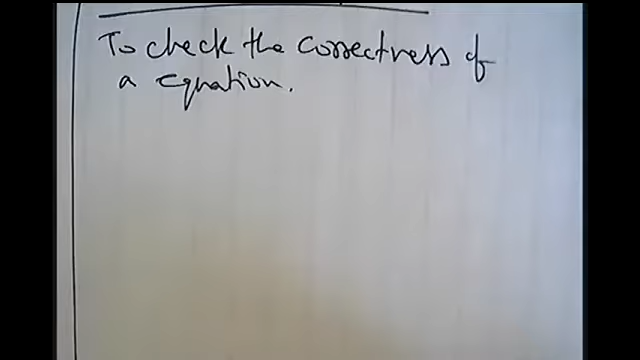 To check the correctness of
a equation.